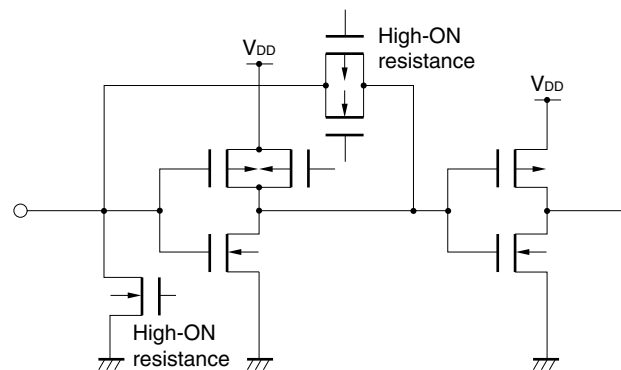 High-ON
resistance
VDD
VDD
High-ON
resistance